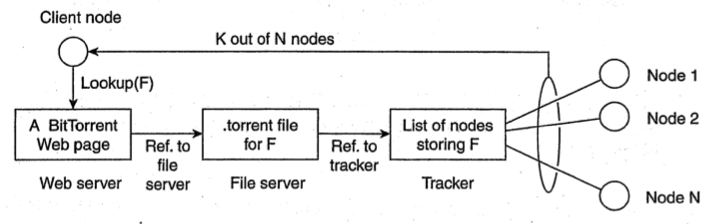 Client node
K out of N nodes
Lookup(F)
Node 1
Node 2
A BitTorrent
Web page
Ref. to
file
server
.torrent file
for F
Ref. to
tracker
List of nodes
storing F
Web server
File server
Tracker
Node N